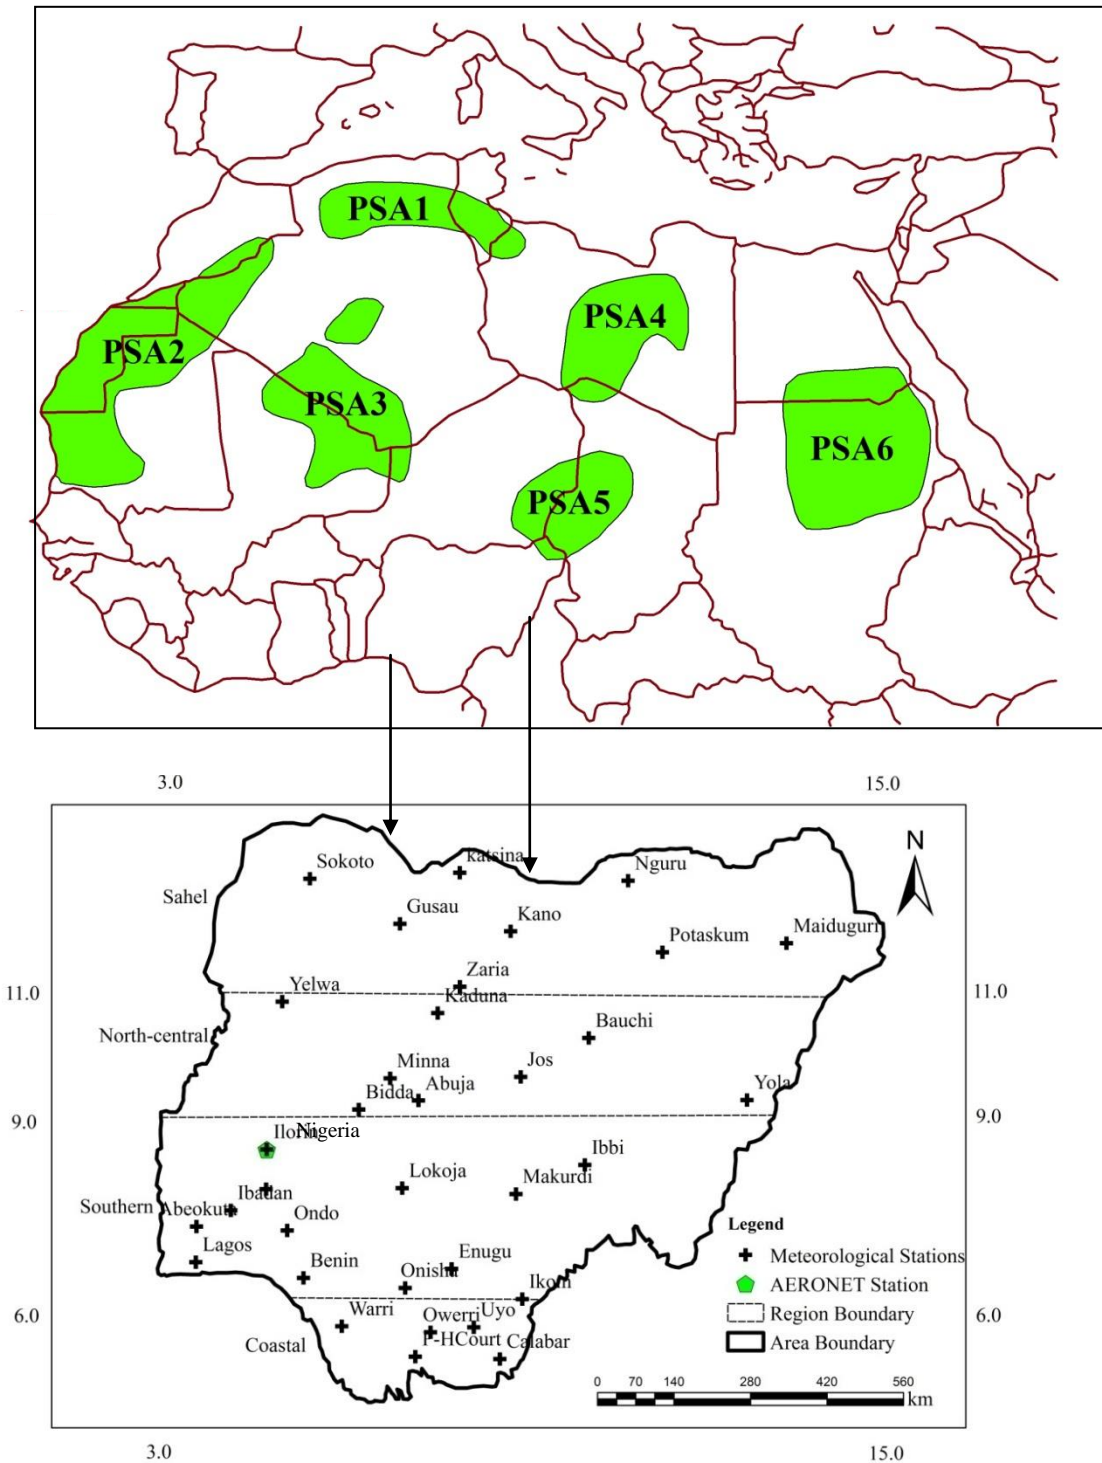 PSA1
PSA4
PSA2
PSA3
PSA6
PSA5
3.0 15.0
N
Sokoto katsina Nguru
Sahel
Gusau Kano
Potaskum Maiduguri
Zaria
Yelwa
11.0 11.0
Kaduna
Bauchi
North-central
Minna Jos
Abuja Yola
Bidda
9.0 9.0
Ilorin
Nigeria
Ibbi
Lokoja Makurdi
Ibadan
Southern Abeokuta
Ondo
Legend
Lagos
Meteorological Stations
Enugu
Benin Onisha
AERONET Station
Ikom
Warri Owerri Uyo
6.0 Region Boundary 6.0
Coastal P-HCourt Calabar
Area Boundary
0 70 140 280 420 560
km
3.0 15.0